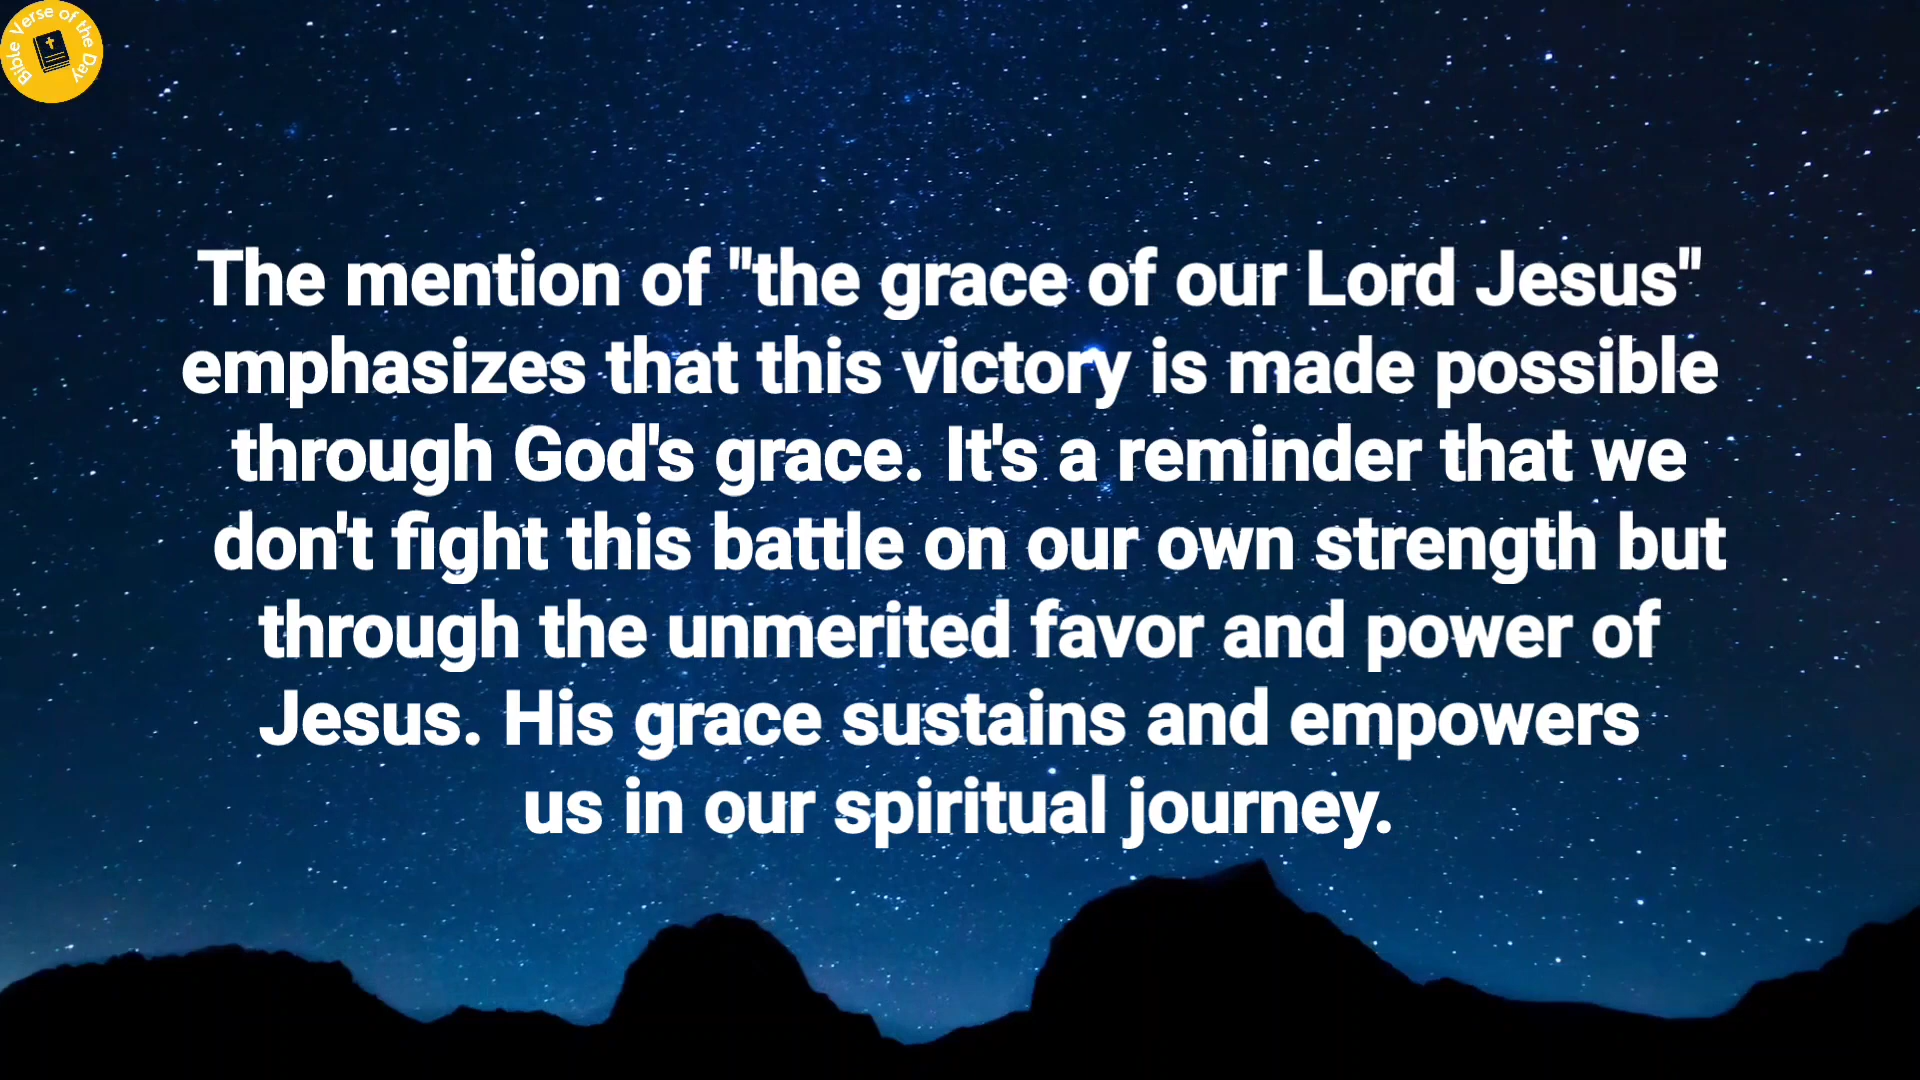 Bible Verse of the Day
The mention of "the grace of our Lord Jesus"
emphasizes that this victory is made possible
through God's grace. It's a reminder that we
don't fight this battle on our own strength but
through the unmerited favor and power of
Jesus. His grace sustains and empowers
us in our spiritual journey.